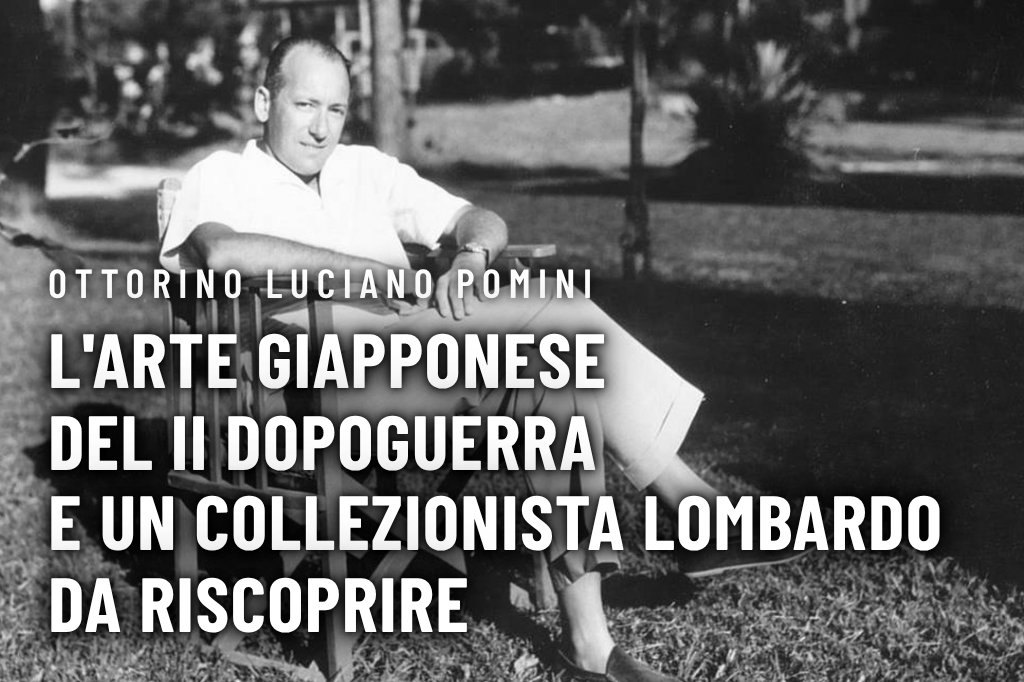 OTTORINO LUCIANO POMINI
L'ARTE GIAPPONESE
DEL II DOPOGUERRA
E UN COLLEZIONISTA LOMBARDO
DA RISCOPRIRE